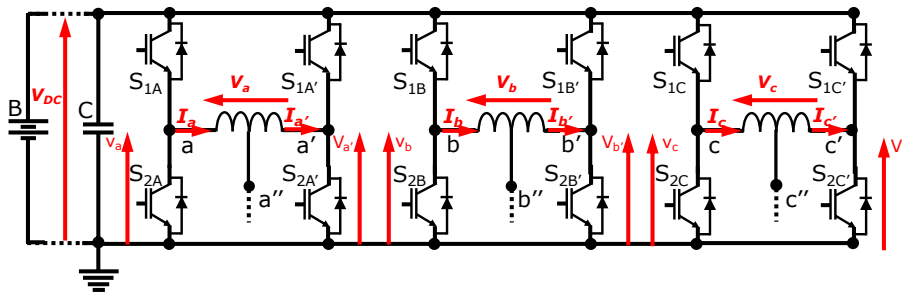 S1A S1A′ S1B S1B′ S1C S1C′
VDC Va Vb Vc
B C Ia Ia′ Ib Ib′ Ic Ic′
va a a′ Va′ vb b b′ Vb′ vc c c′ V
S2A S2A′ S2B S2B′ S2C S2C′
a′′ b′′ c′′